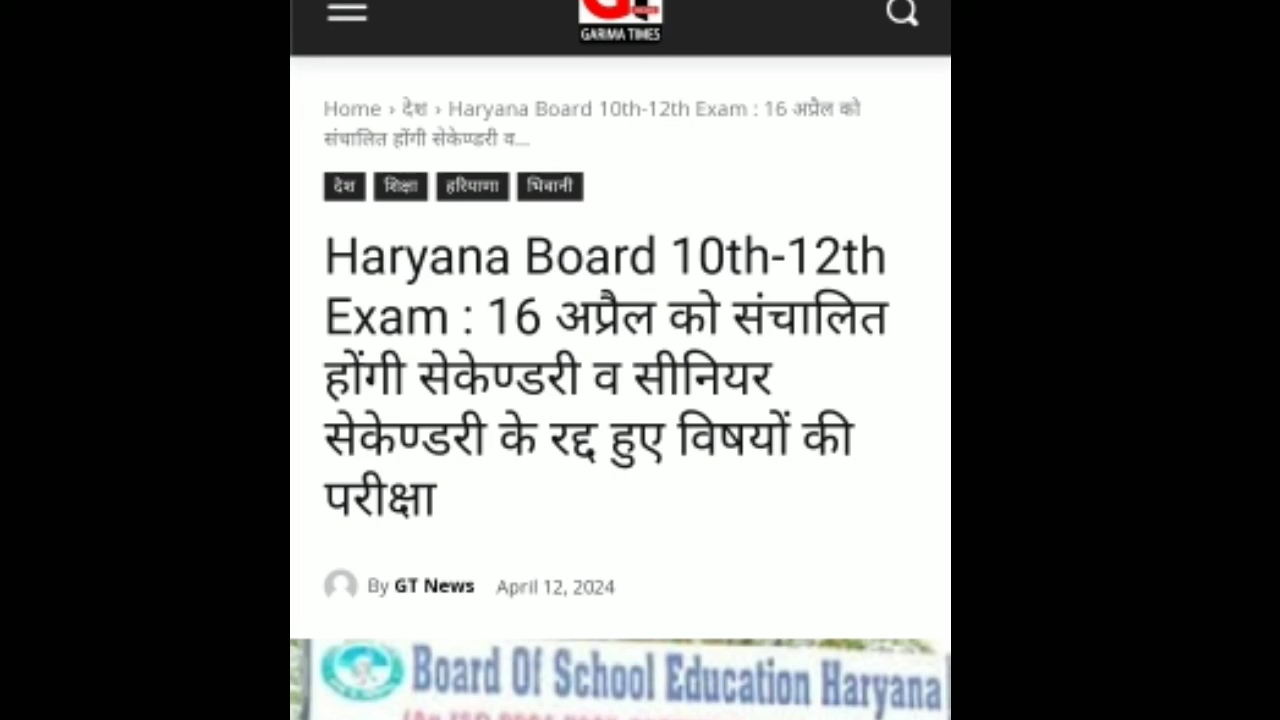 GT
GARIMA TIMES
Home › देश › Haryana Board 10th-12th Exam : 16 अप्रैल को
संचालित होंगी सेकेण्डरी व...
देश शिक्षा हरियाणा भिवानी
Haryana Board 10th-12th
Exam : 16 अप्रैल को संचालित
होंगी सेकेण्डरी व सीनियर
सेकेण्डरी के रद्द हुए विषयों की
परीक्षा
By GT News April 12, 2024
Board Of School Education Haryana